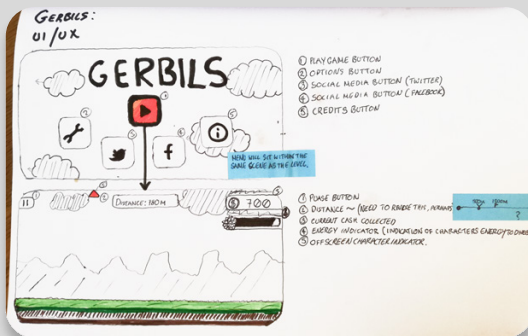 GERBILS:
UI/UX
GERBILS
① PLAY GAME BUTTON
② OPTIONS BUTTON
③ SOCIAL MEDIA BUTTON (TWITTER)
④ SOCIAL MEDIA BUTTON (FACEBOOK)
⑤ CREDITS BUTTON
MENU WILL SIT WITHIN THE
SAME SCENE AS THE LEVEL.
DISTANCE: 180M
700
① PUASE BUTTON
② DISTANCE ~ (NEED TO REVISE THIS, PERHAPS
③ CURRENT CASH COLLECTED
④ ENERGY INDICATOR (INDICATION OF CHARACTERS ENERGY TO
⑤ OFFSCREEN CHARACTER INDICATOR.
?